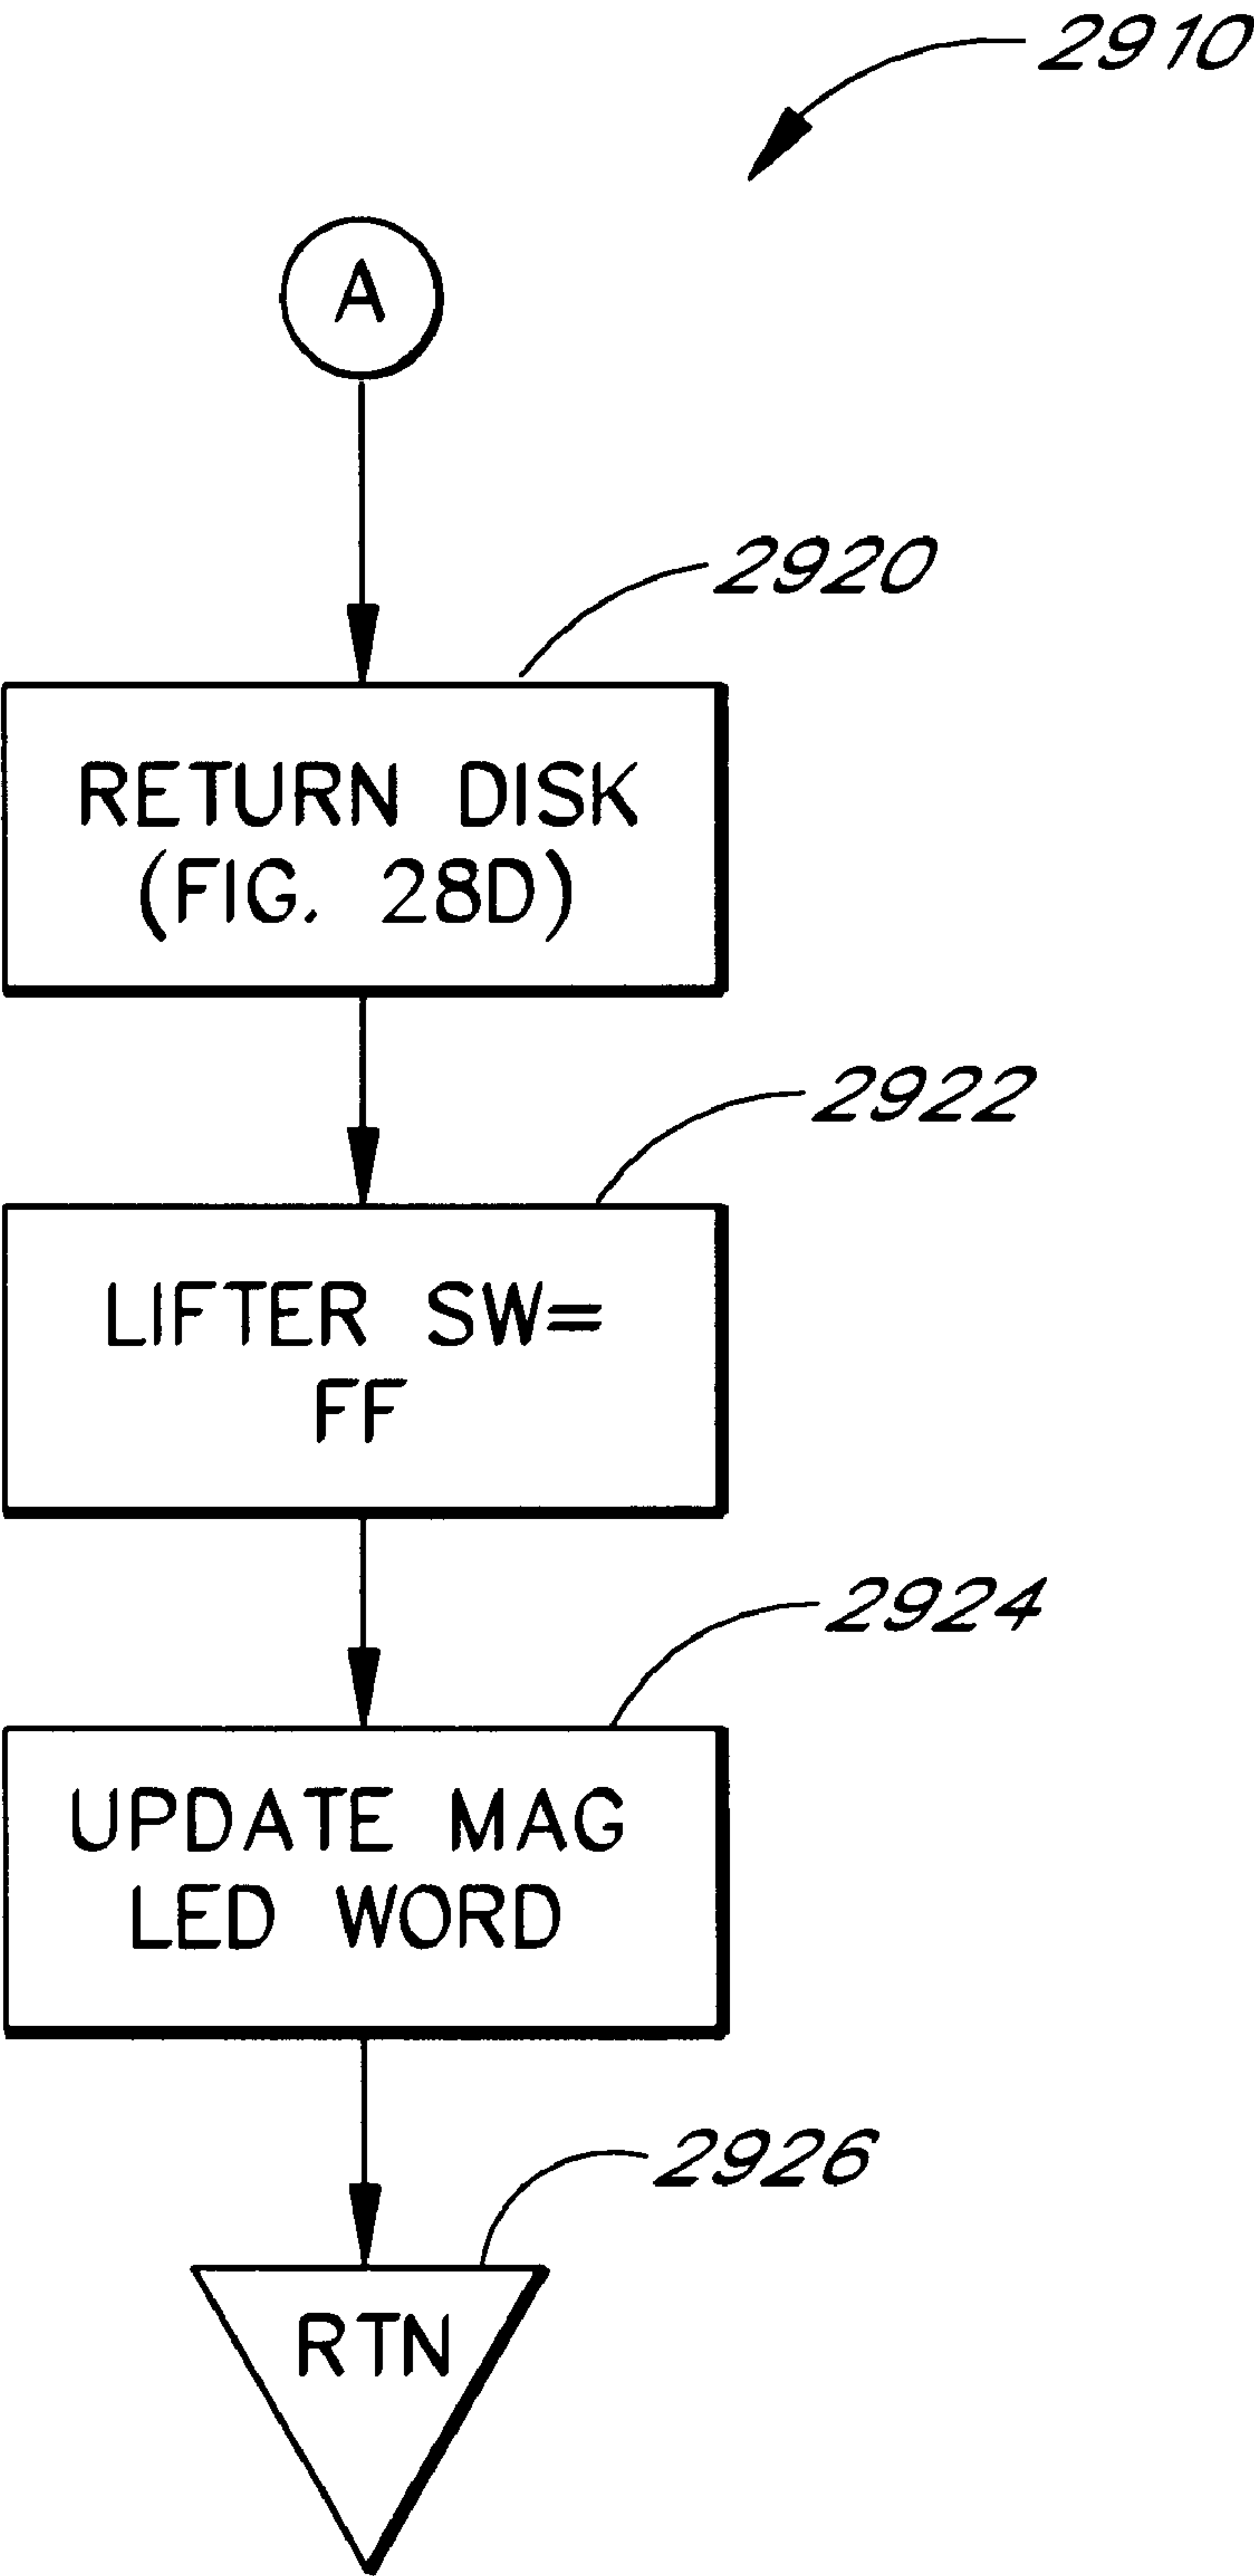 2910
A
2920
RETURN DISK
(FIG. 28D)
2922
LIFTER SW=
FF
2924
UPDATE MAG
LED WORD
2926
RTN